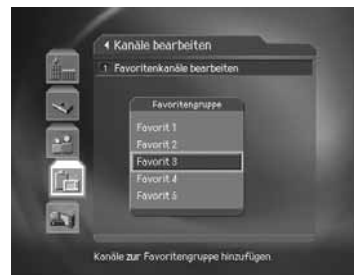 Kanäle bearbeiten
1 Favoritenkanäle bearbeiten
Favoritengruppe
Favorit 1
Favorit 2
Favorit 3
Favorit 4
Favorit 5
Kanäle zur Favoritengruppe hinzufügen.